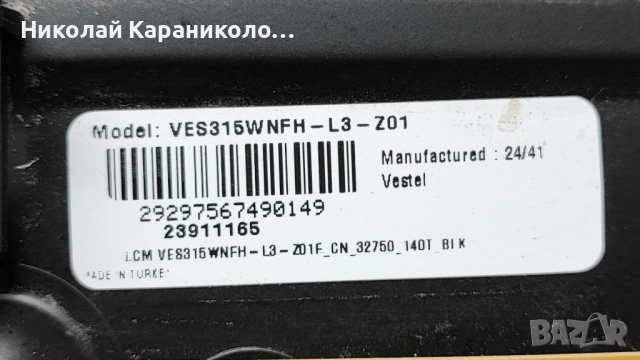 Николай Караниколо...
Model: VES315WNFH-L3-Z01
Manufactured : 24/41
Vestel
29297567490149
23911165
LCM VES315WNFH-L3-Z01F_CN_32750_140T_BLK
MADE IN TURKEY
BAZAR